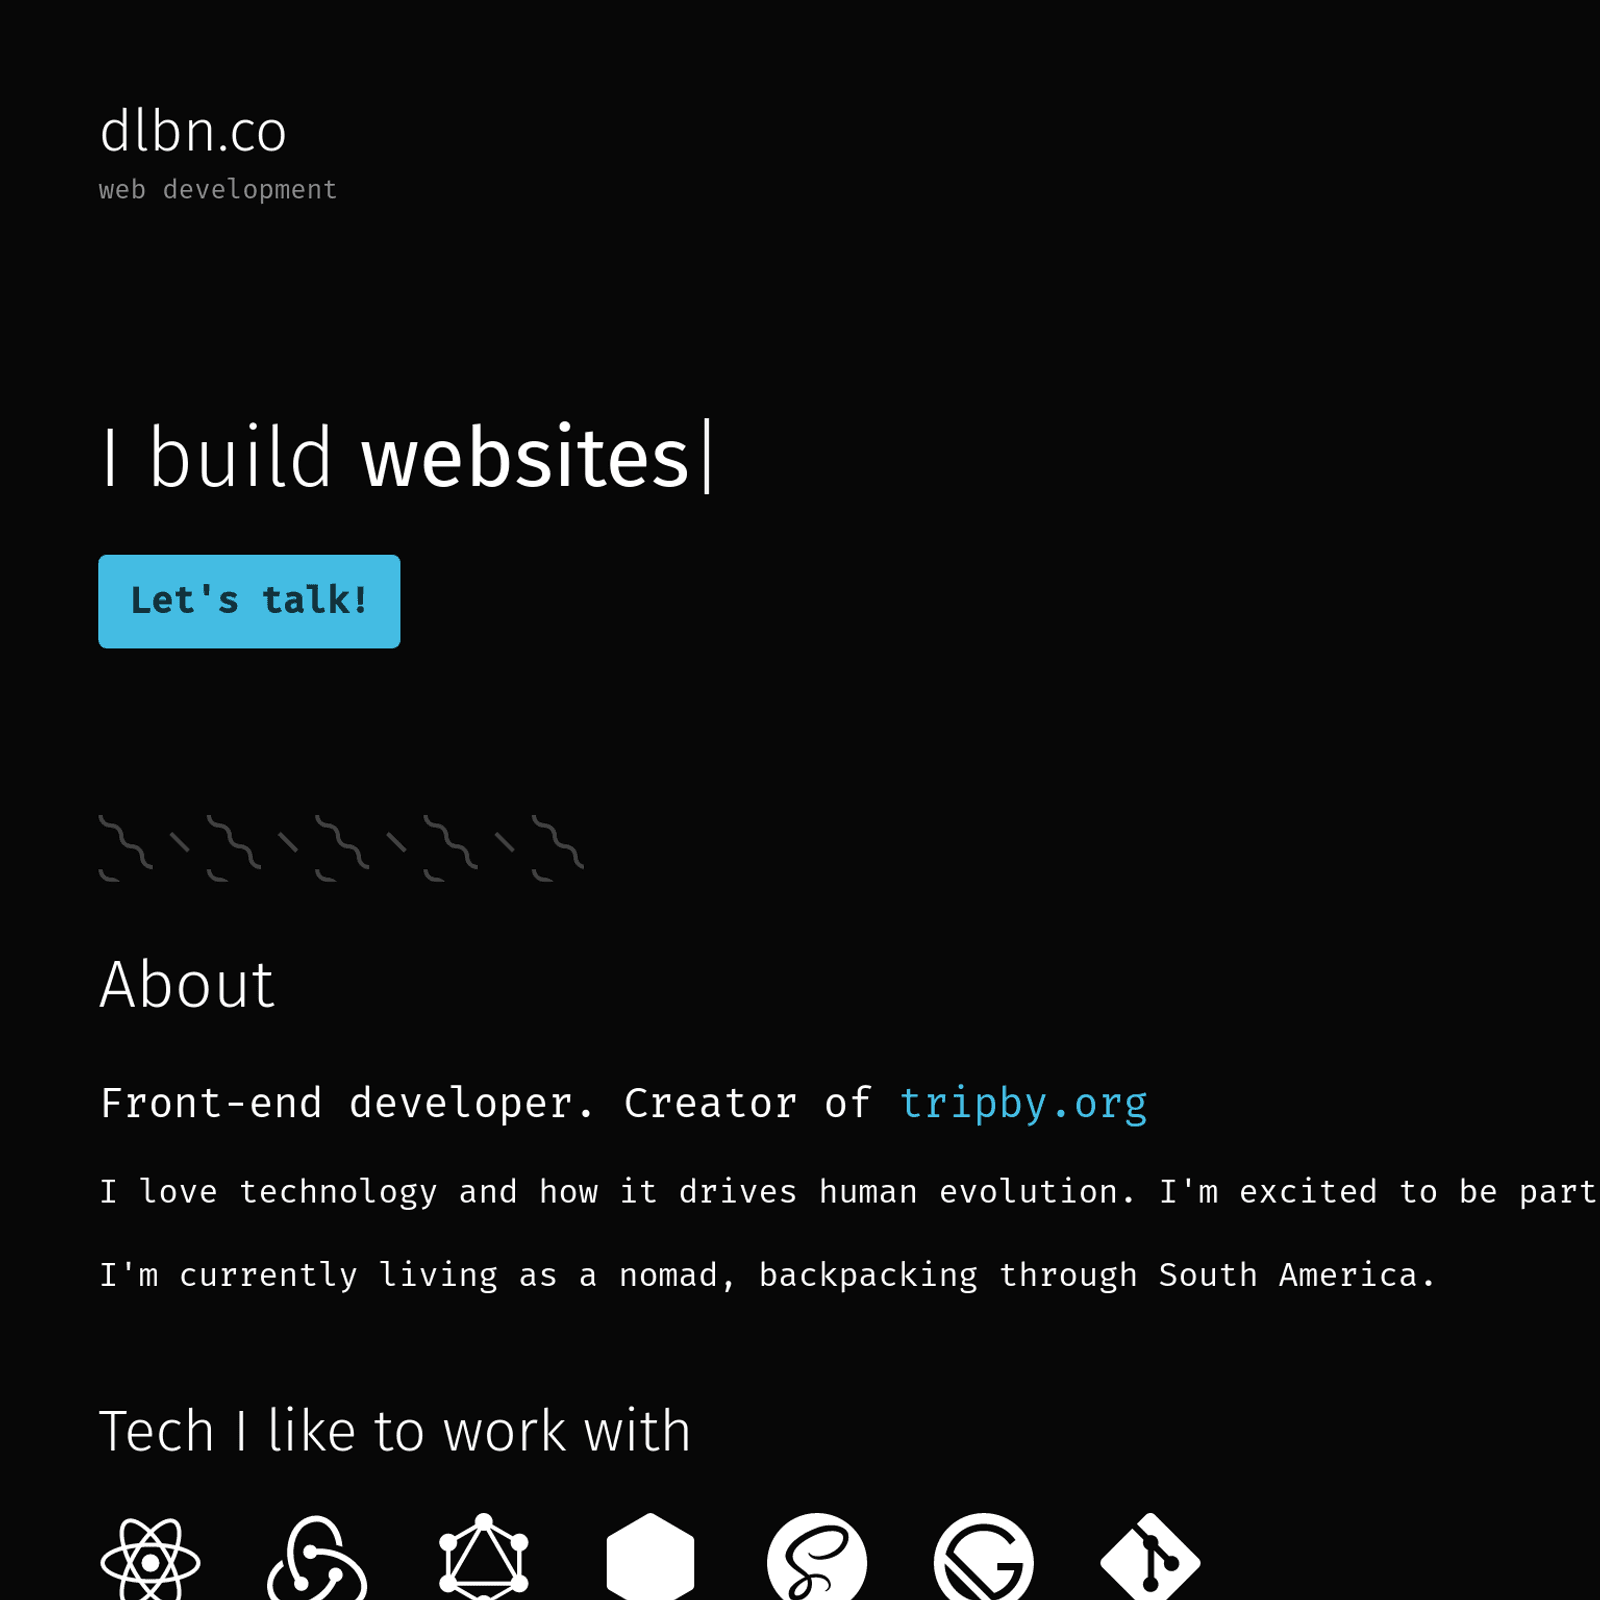 dlbn.co
web development
I build websites
Let's talk!
About
Front-end developer. Creator of tripby.org
I love technology and how it drives human evolution. I'm excited to be part
I'm currently living as a nomad, backpacking through South America.
Tech I like to work with